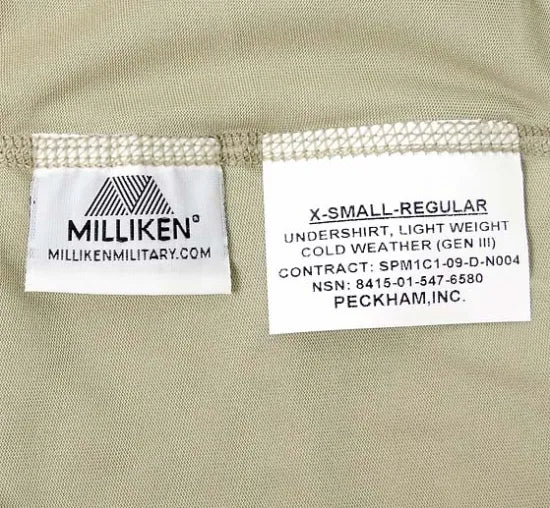 MILLIKEN®
MILLIKENMILITARY.COM
X-SMALL-REGULAR
UNDERSHIRT, LIGHT WEIGHT
COLD WEATHER (GEN III)
CONTRACT: SPM1C1-09-D-N004
NSN: 8415-01-547-6580
PECKHAM,INC.